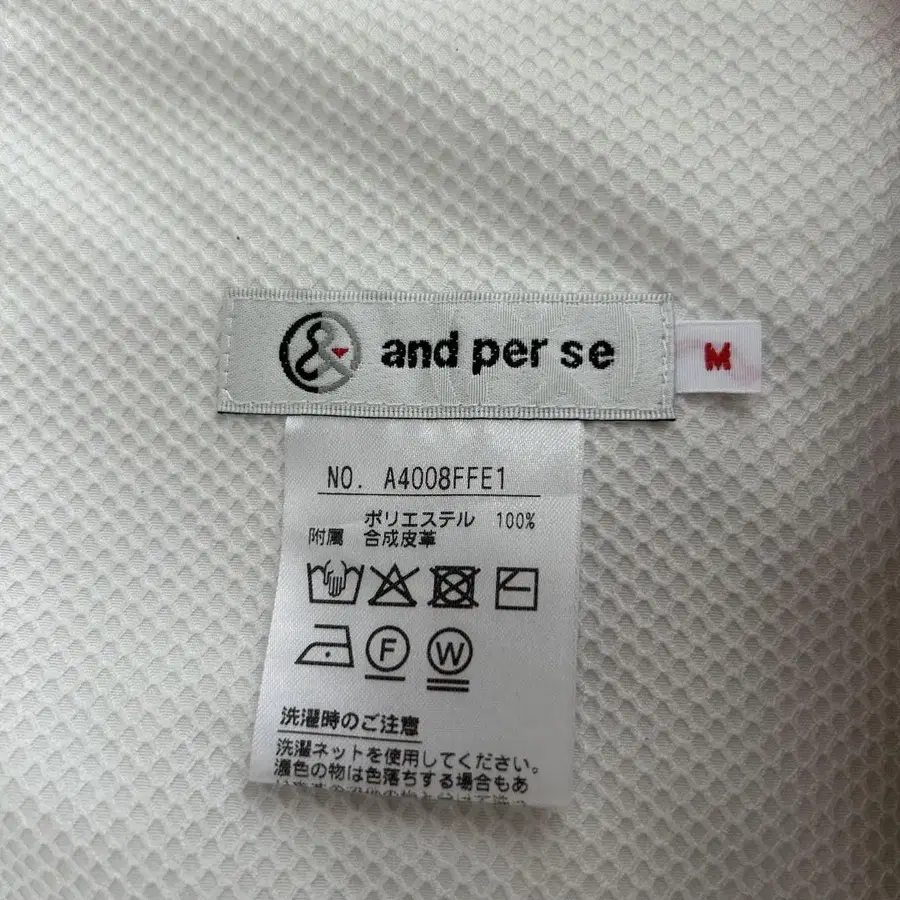 and per se
M
NO. A4008FFE1
ポリエステル 100%
附属 合成皮革
F
W
洗濯時のご注意
洗濯ネットを使用してください。
濃色の物は色落ちする場合もあ